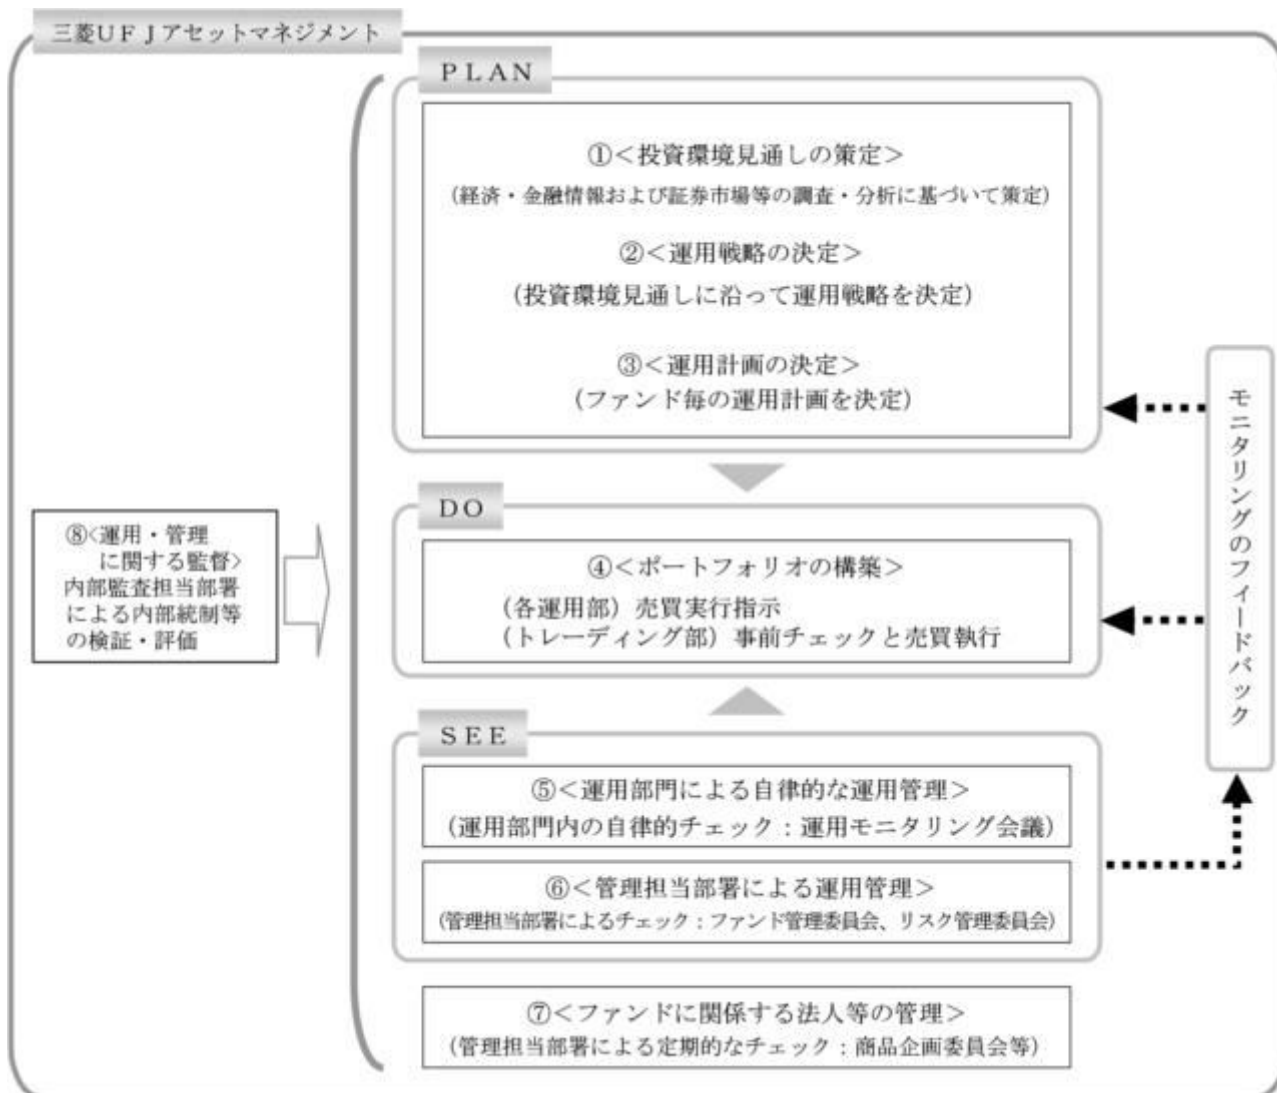 三菱ＵＦＪアセットマネジメント
ＰＬＡＮ
①＜投資環境見通しの策定＞
（経済・金融情報および証券市場等の調査・分析に基づいて策定）
②＜運用戦略の決定＞
（投資環境見通しに沿って運用戦略を決定）
③＜運用計画の決定＞
（ファンド毎の運用計画を決定）
ＤＯ
④＜ポートフォリオの構築＞
（各運用部）売買実行指示
（トレーディング部）事前チェックと売買執行
ＳＥＥ
⑤＜運用部門による自律的な運用管理＞
（運用部門内の自律的チェック：運用モニタリング会議）
⑥＜管理担当部署による運用管理＞
（管理担当部署によるチェック：ファンド管理委員会、リスク管理委員会）
⑦＜ファンドに関係する法人等の管理＞
（管理担当部署による定期的なチェック：商品企画委員会等）
⑧<運用・管理
に関する監督>
内部監査担当部署
による内部統制等
の検証・評価
モニタリングのフィードバック